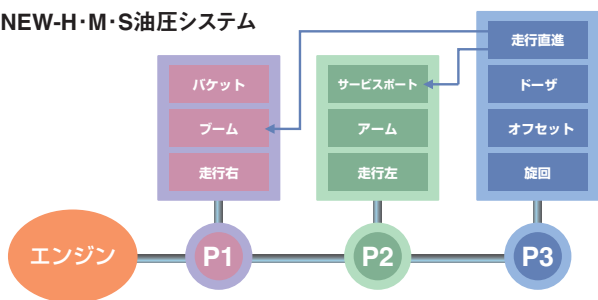 NEW-H・M・S油圧システム
バケット
ブーム
走行右
サービスポート
アーム
走行左
走行直進
ドーザ
オフセット
旋回
エンジン
P1
P2
P3